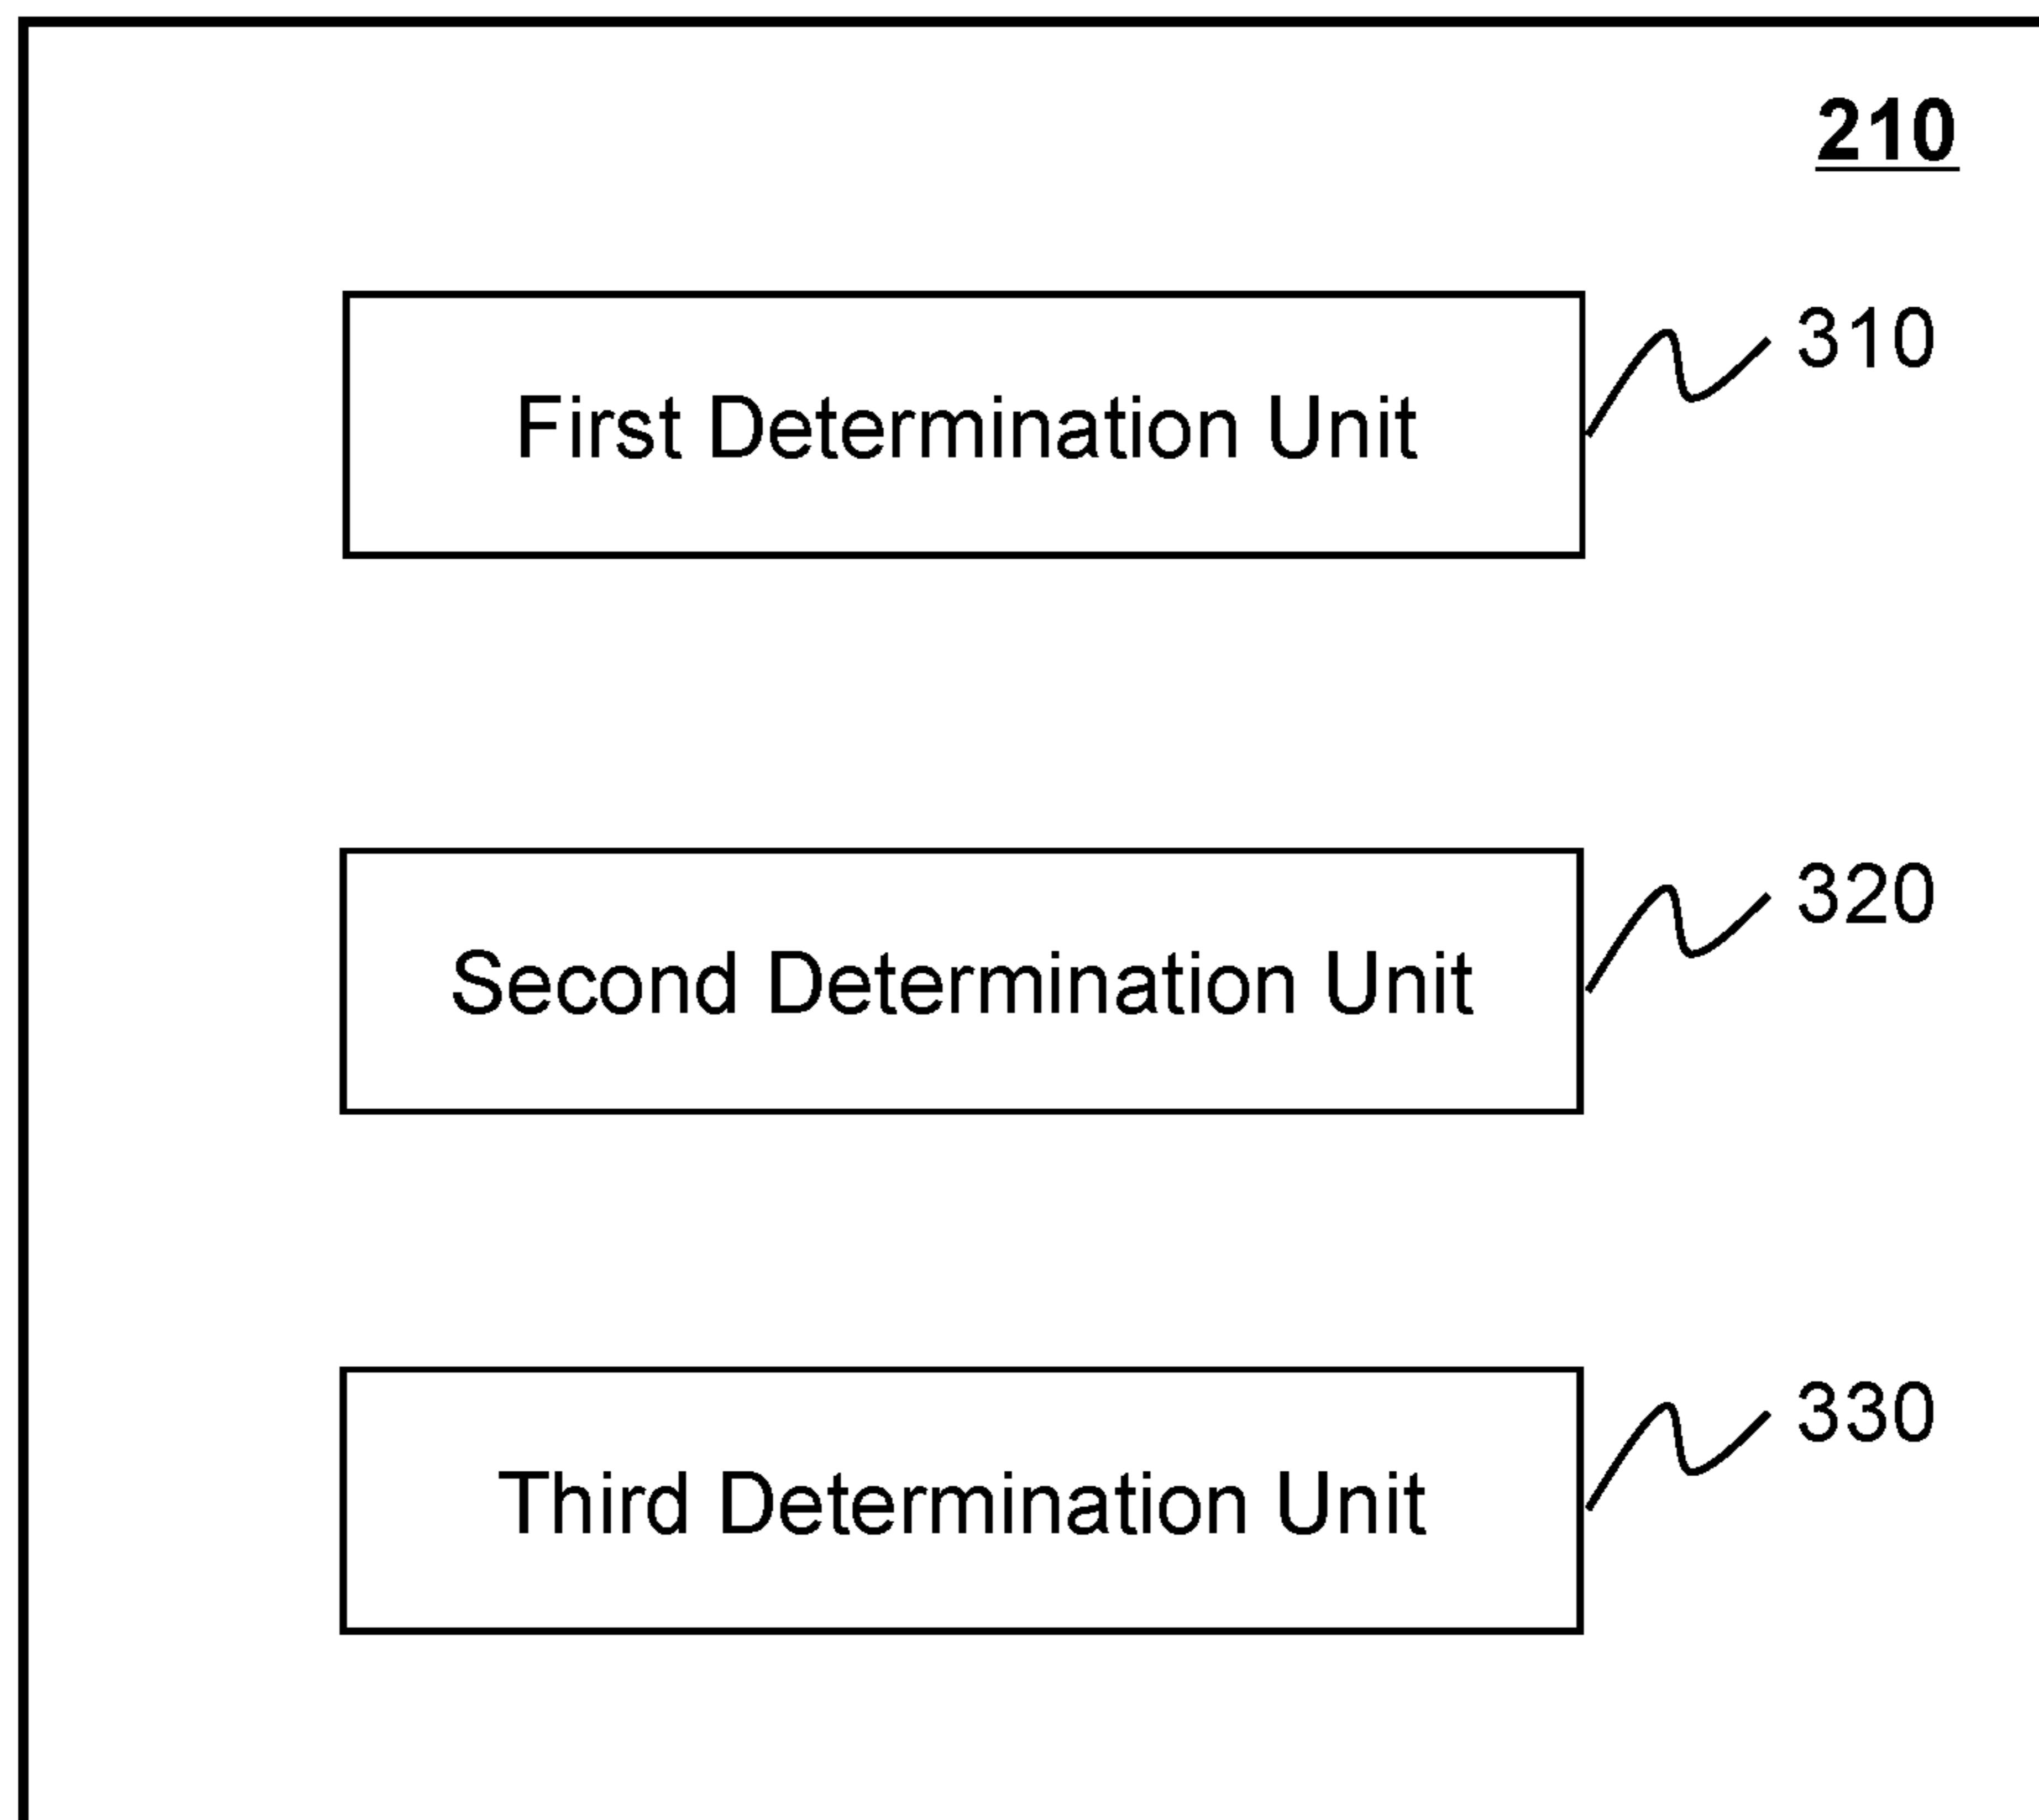 210
First Determination Unit
310
Second Determination Unit
320
Third Determination Unit
330